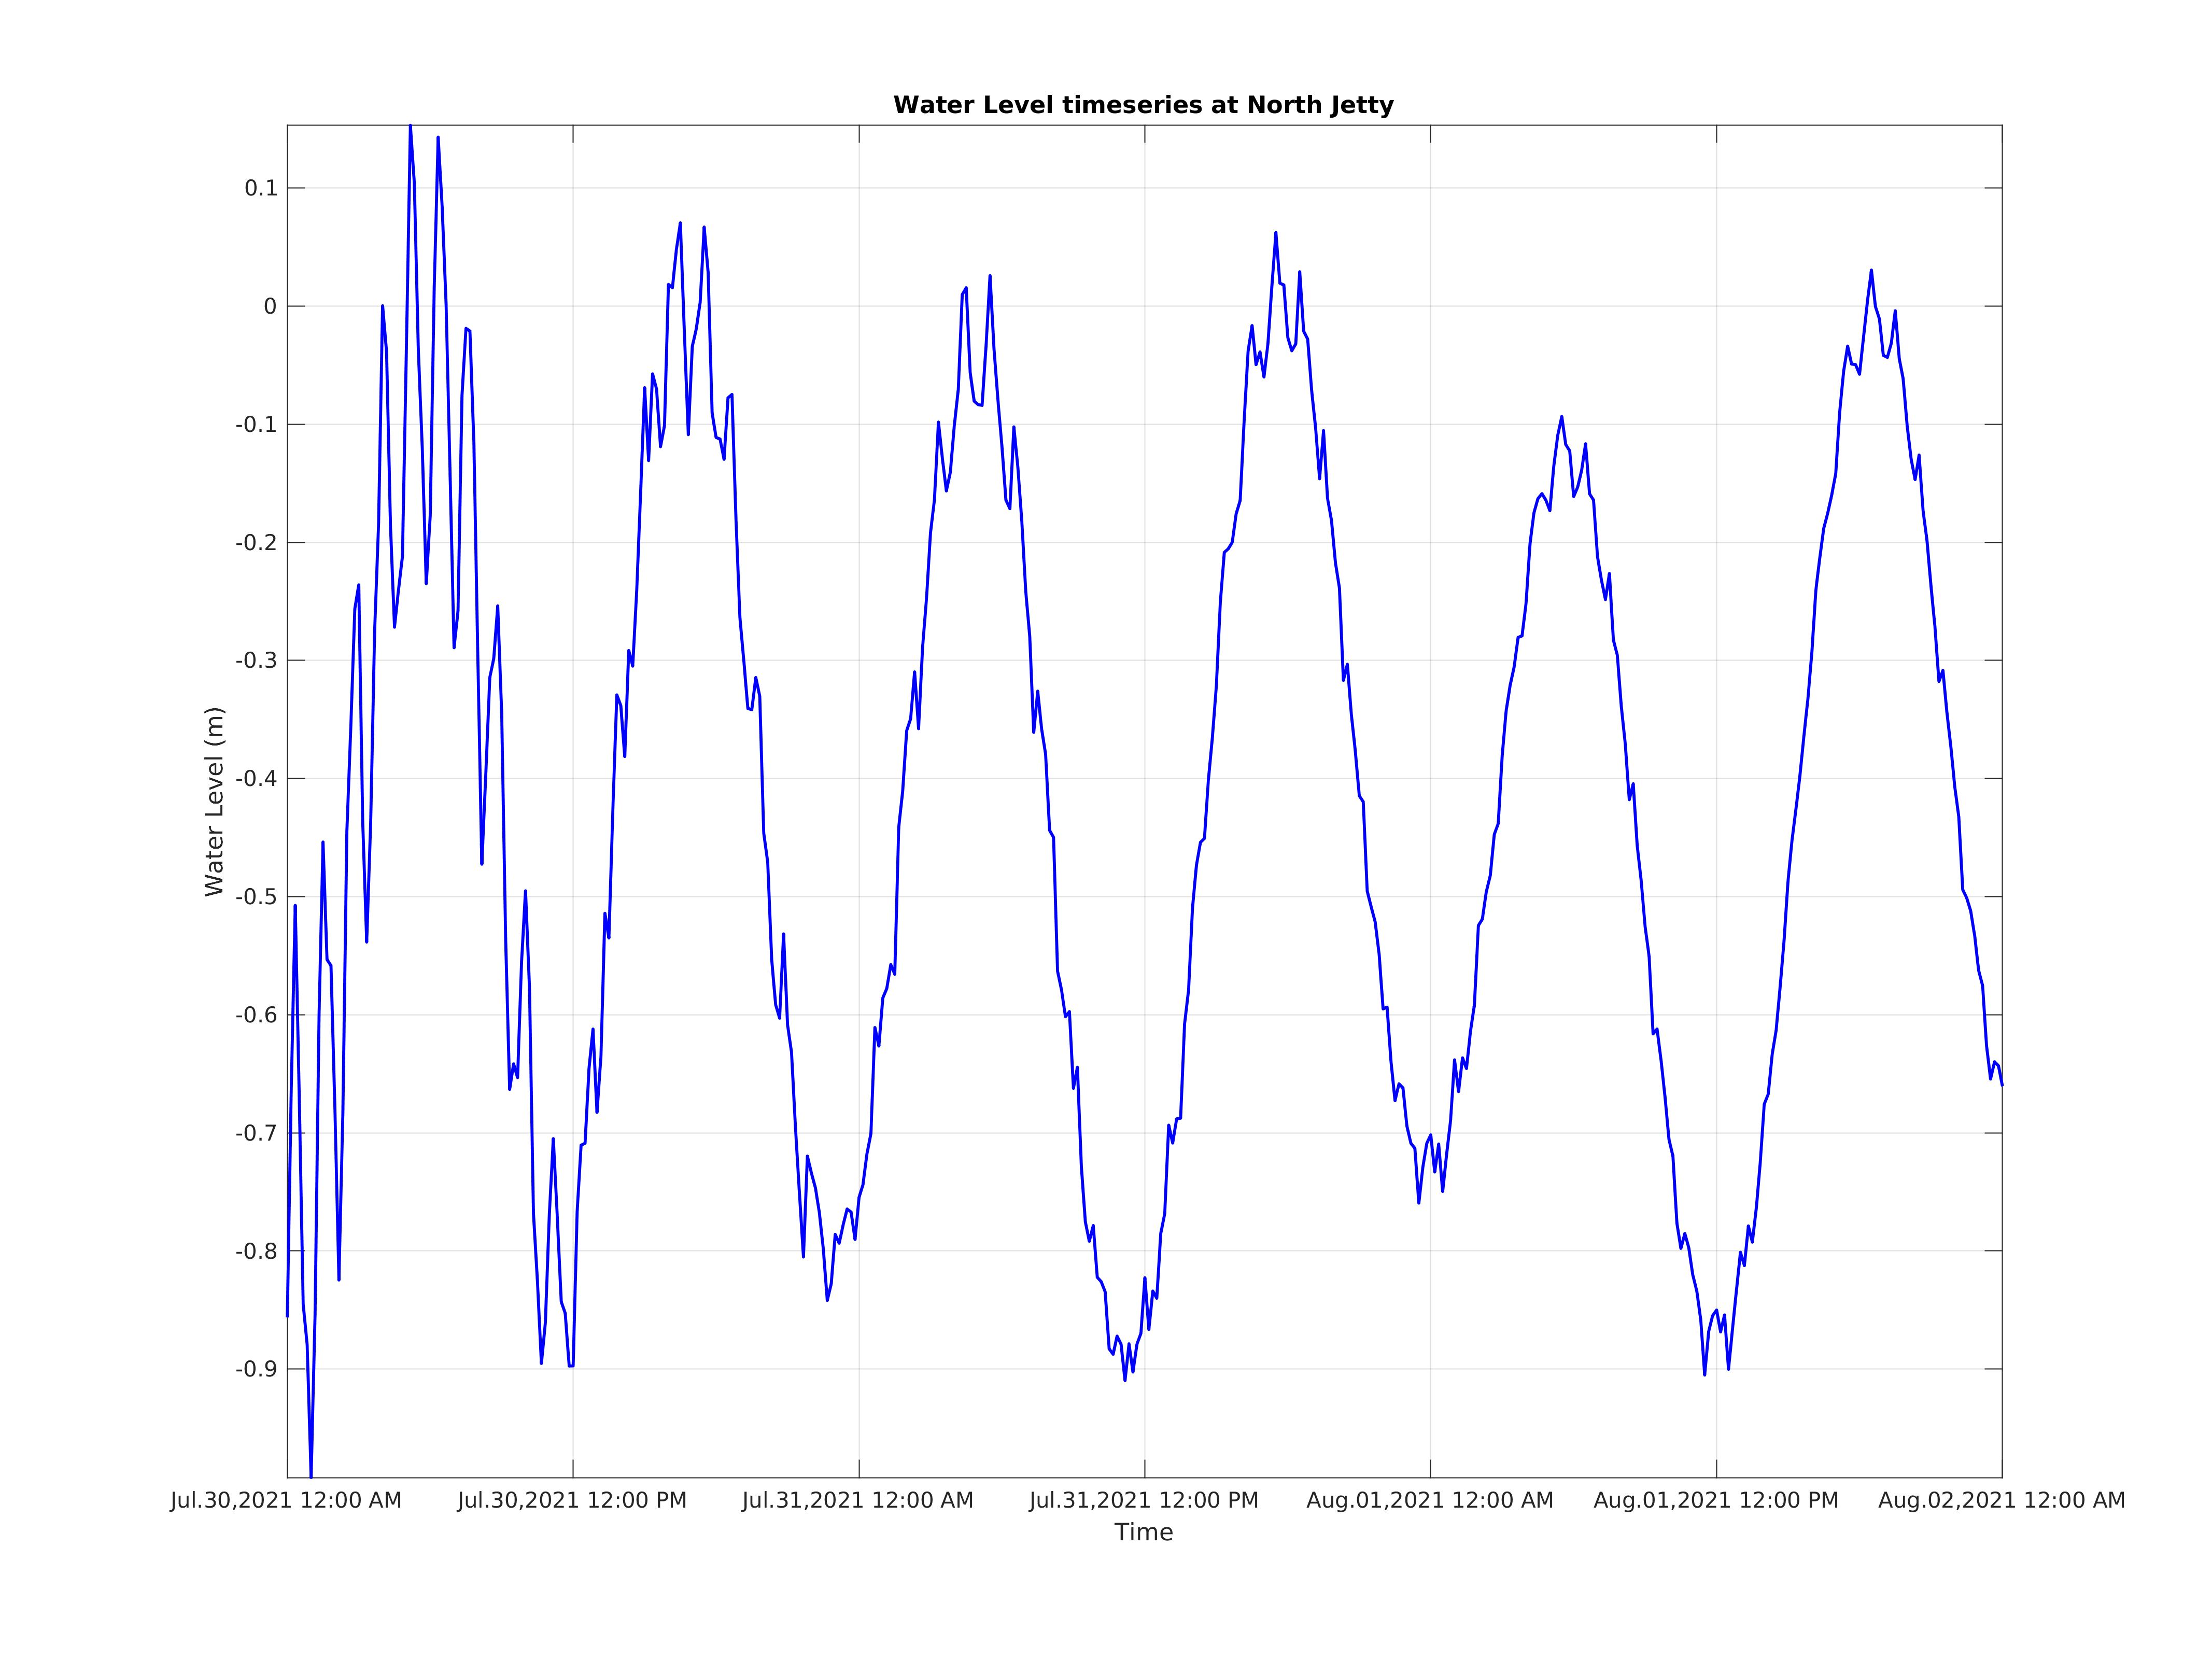 Water Level timeseries at North Jetty
0.1
0
-0.1
-0.2
-0.3
-0.4
-0.5
-0.6
-0.7
-0.8
-0.9
Water Level (m)
Jul.30,2021 12:00 AM Jul.30,2021 12:00 PM Jul.31,2021 12:00 AM Jul.31,2021 12:00 PM Aug.01,2021 12:00 AM Aug.01,2021 12:00 PM Aug.02,2021 12:00 AM
Time